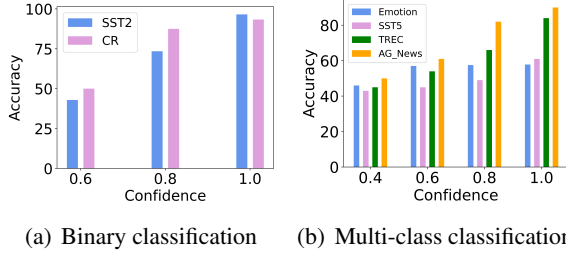 100
75
50
25
0
Accuracy
SST2
CR
0.6 0.8 1.0
Confidence
(a) Binary classification
80
60
40
20
0
Accuracy
Emotion
SST5
TREC
AG_News
0.4 0.6 0.8 1.0
Confidence
(b) Multi-class classification